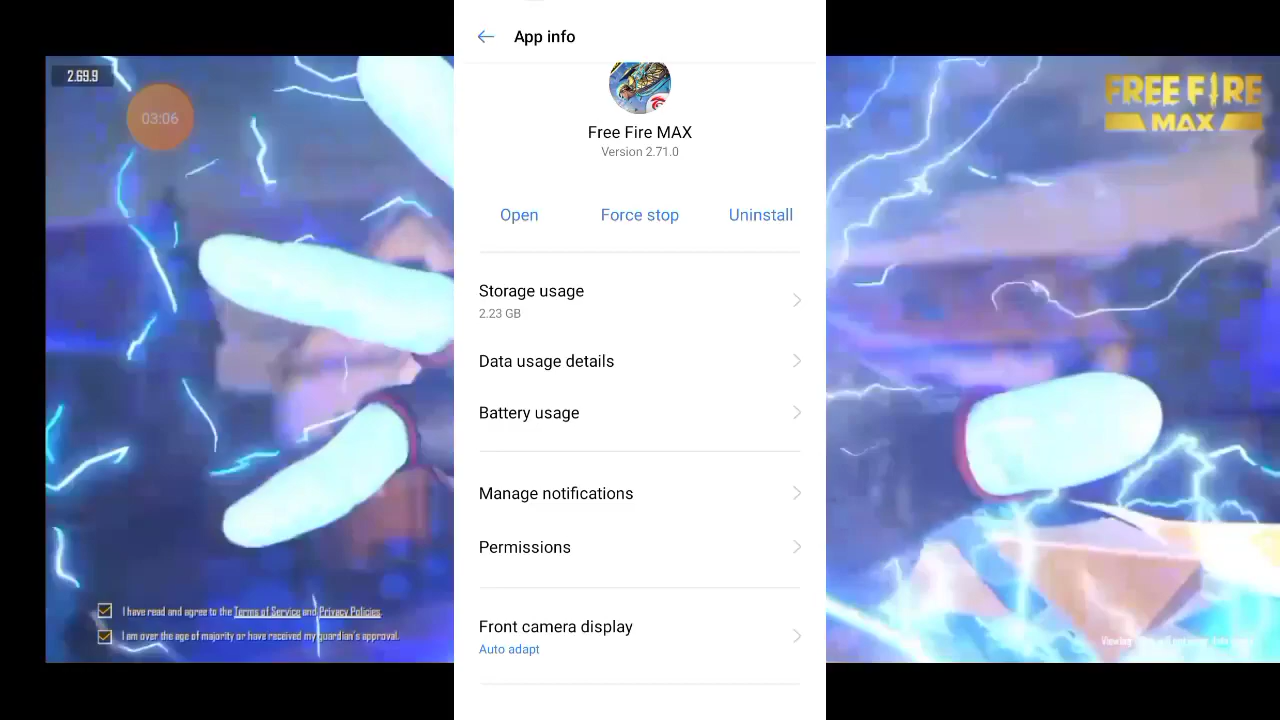 2.69.9
03:06
I have read and agree to the Terms of Service and Privacy Policies.
I am over the age of majority or have received my guardian's approval.
App info
Free Fire MAX
Version 2.71.0
Open Force stop Uninstall
Storage usage
2.23 GB
Data usage details
Battery usage
Manage notifications
Permissions
Front camera display
Auto adapt
FREE FIRE
MAX
Viewing